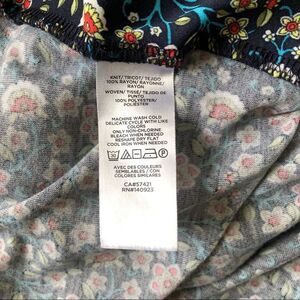 KNIT/ TRICOT/ TEJIDO
100% RAYON/ RAYONNE/
RAYON
WOVEN/ TISSE/ TEJIDO DE
PUNTO
100% POLYESTER/
POLIESTER
MACHINE WASH COLD
DELICATE CYCLE WITH LIKE
COLORS
ONLY NON-CHLORINE
BLEACH WHEN NEEDED
RESHAPE DRY FLAT
COOL IRON WHEN NEEDED
30
P
AVEC DES COULEURS
SEMBLABLES / CON
COLORES SIMILARES
CA#57421
RN#140923